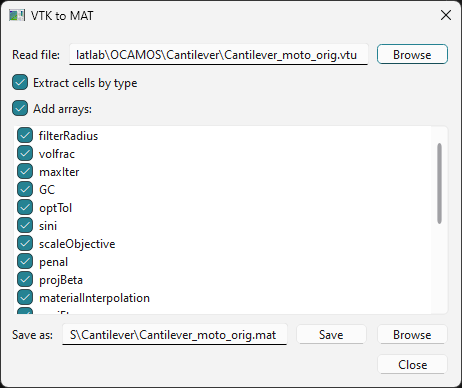 VTK to MAT
Read file: latlab\OCAMOS\Cantilever\Cantilever_moto_orig.vtu Browse
Extract cells by type
Add arrays:
filterRadius
volfrac
maxIter
GC
optTol
sini
scaleObjective
penal
projBeta
materialInterpolation
Save as: S\Cantilever\Cantilever_moto_orig.mat Save Browse
Close